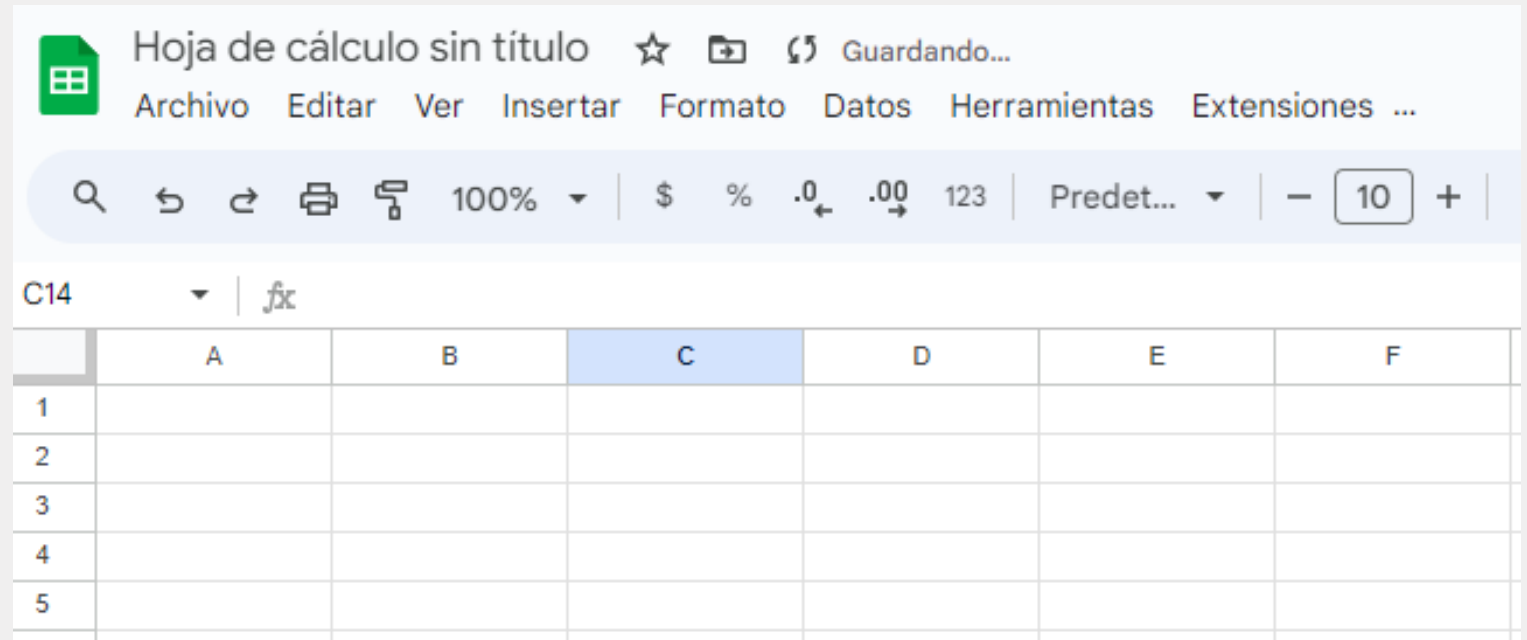 Hoja de cálculo sin título Guardando...
Archivo Editar Ver Insertar Formato Datos Herramientas Extensiones ...
100% $ % .0 .00 123 Predet... − 10 +
C14 fx
A B C D E F
1
2
3
4
5